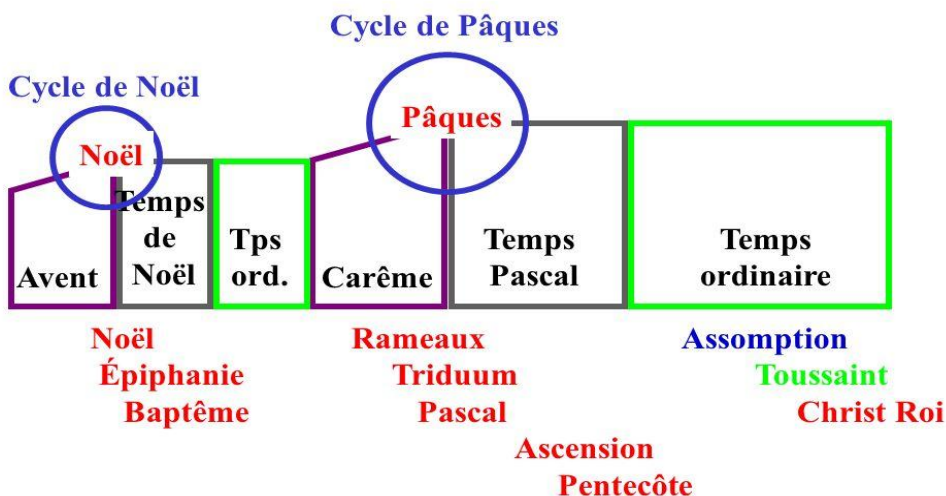 Cycle de Pâques
Cycle de Noël
Pâques
Noël
Avent
Temps
de
Noël
Tps
ord.
Carême
Temps
Pascal
Temps
ordinaire
Noël
Épiphanie
Baptême
Rameaux
Triduum
Pascal
Ascension
Pentecôte
Assomption
Toussaint
Christ Roi